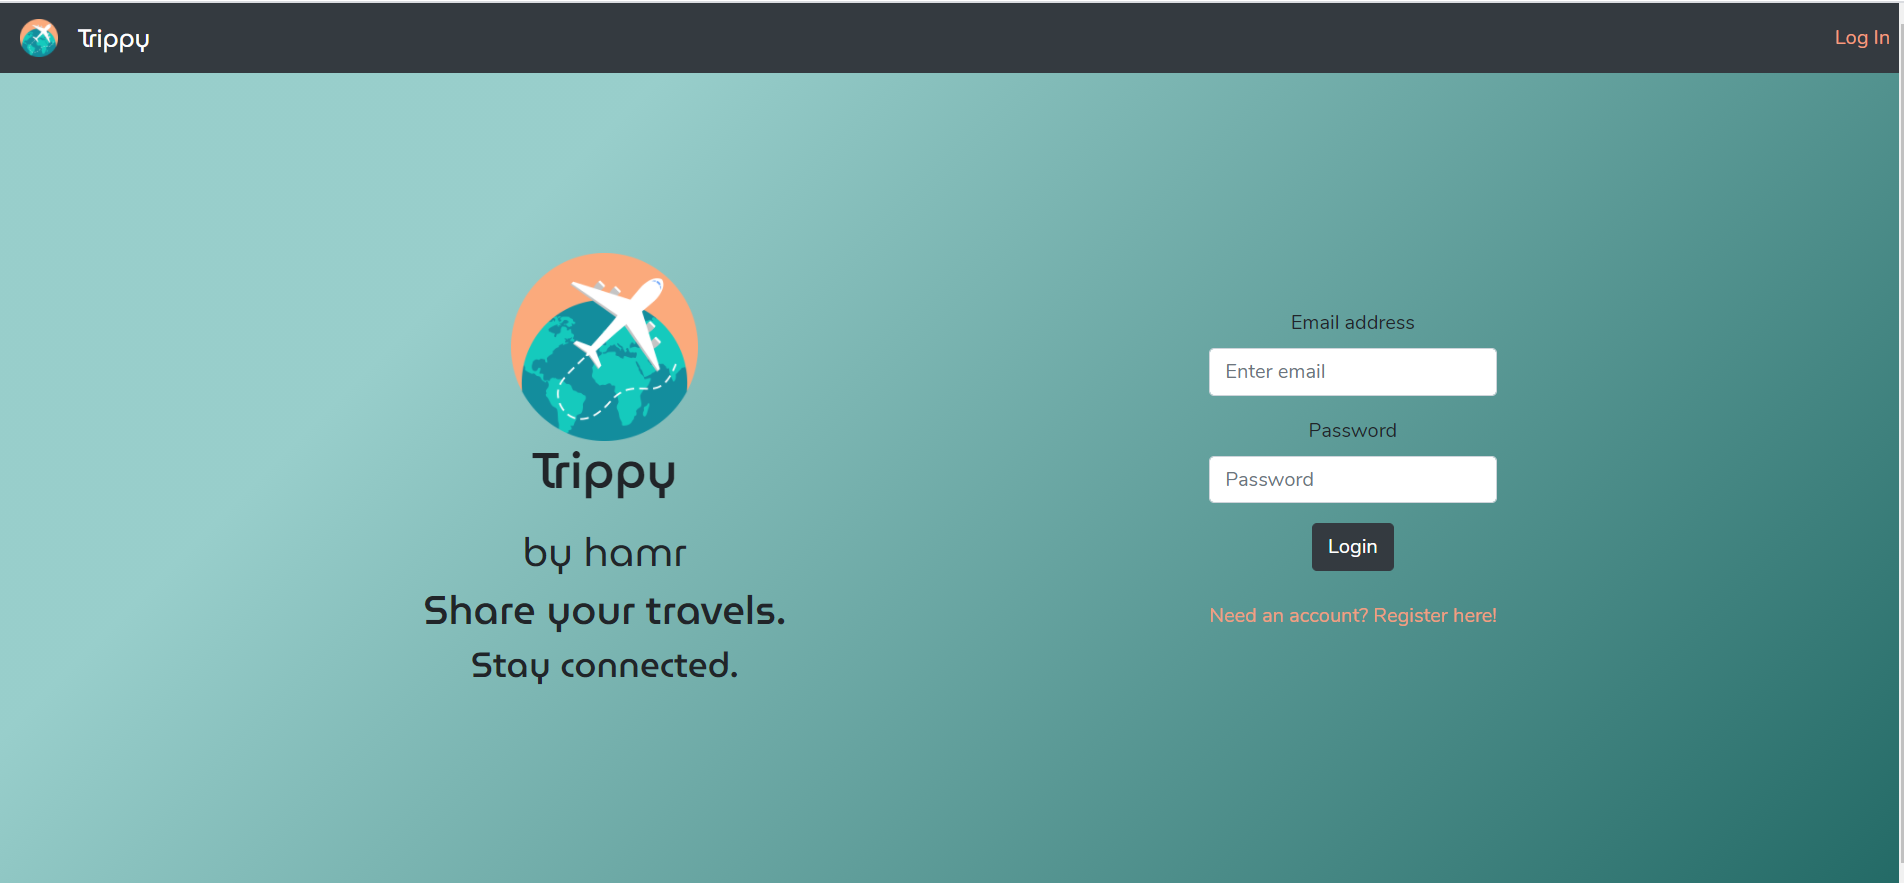 Trippy
Log In
Trippy
by hamr
Share your travels.
Stay connected.
Email address
Enter email
Password
Password
Login
Need an account? Register here!